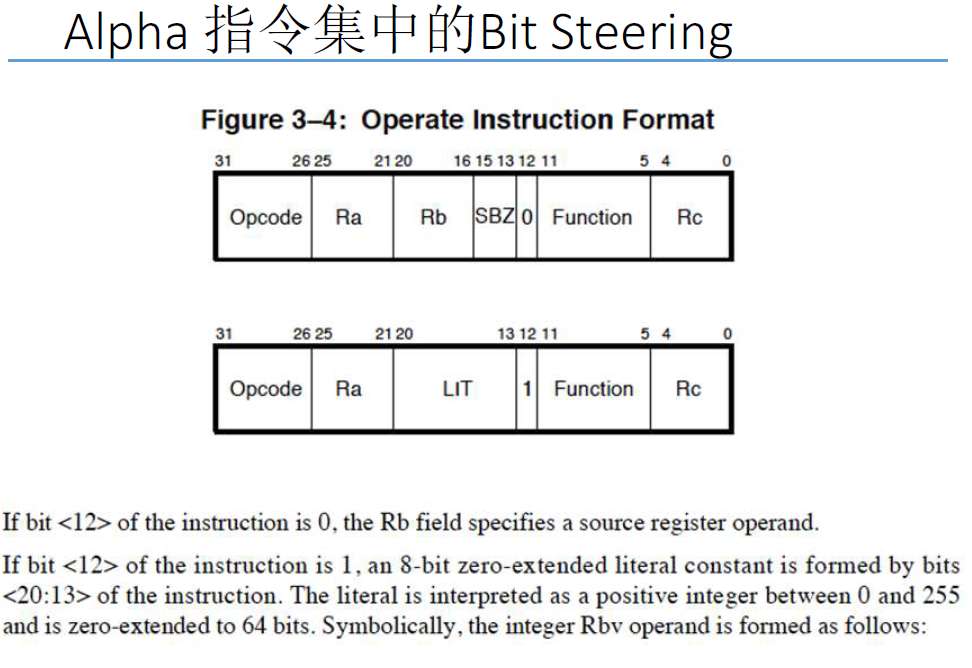 Alpha 指令集中的Bit Steering
Figure 3–4: Operate Instruction Format
31 26 25 21 20 16 15 13 12 11 5 4 0
Opcode Ra Rb SBZ 0 Function Rc
31 26 25 21 20 13 12 11 5 4 0
Opcode Ra LIT 1 Function Rc
If bit <12> of the instruction is 0, the Rb field specifies a source register operand.
If bit <12> of the instruction is 1, an 8-bit zero-extended literal constant is formed by bits
<20:13> of the instruction. The literal is interpreted as a positive integer between 0 and 255
and is zero-extended to 64 bits. Symbolically, the integer Rbv operand is formed as follows: